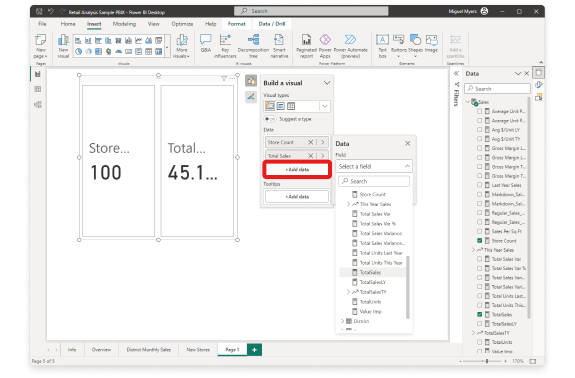 Retail Analysis Sample PBIX - Power BI Desktop
Search
Miguel Myers
File Home Insert Modeling View Optimize Help Format Data / Drill
New page
New visual
More visuals
Q&A
Key influencers
Decomposition tree
Smart narrative
Paginated report
Power Apps
Power Automate (preview)
Text box
Buttons
Shapes
Image
Add a sparkline
Pages
Visuals
AI visuals
Power Platform
Elements
Sparklines
Store...
100
Total...
45.1...
Build a visual
Visual types
Suggest a type
Data
Store Count
Total Sales
+Add data
Tooltips
+Add data
Data
Field
Select a field
Search
Store Count
This Year Sales
Total Sales Var
Total Sales Var %
Total Sales Variance
Total Sales Variance...
Total Units Last Year
Total Units This Year
TotalSales
TotalSalesLY
TotalSalesTY
TotalUnits
Value Imp
District
Filters
Data
Search
Sales
Average Unit P...
Average Unit P...
Avg $/Unit LY
Avg $/Unit TY
Gross Margin L...
Gross Margin L...
Gross Margin T...
Gross Margin T...
Last Year Sales
Markdown_Sal...
Markdown_Sal...
Regular_Sales_...
Regular_Sales_...
Sales Per Sq Ft
Store Count
This Year Sales
Total Sales Var
Total Sales Var %
Total Sales Vari...
Total Sales Vari...
Total Units Last...
Total Units This...
TotalSales
TotalSalesLY
TotalSalesTY
TotalUnits
Value Imp
Info Overview District Monthly Sales New Stores Page 1 +
Page 5 of 5
170%